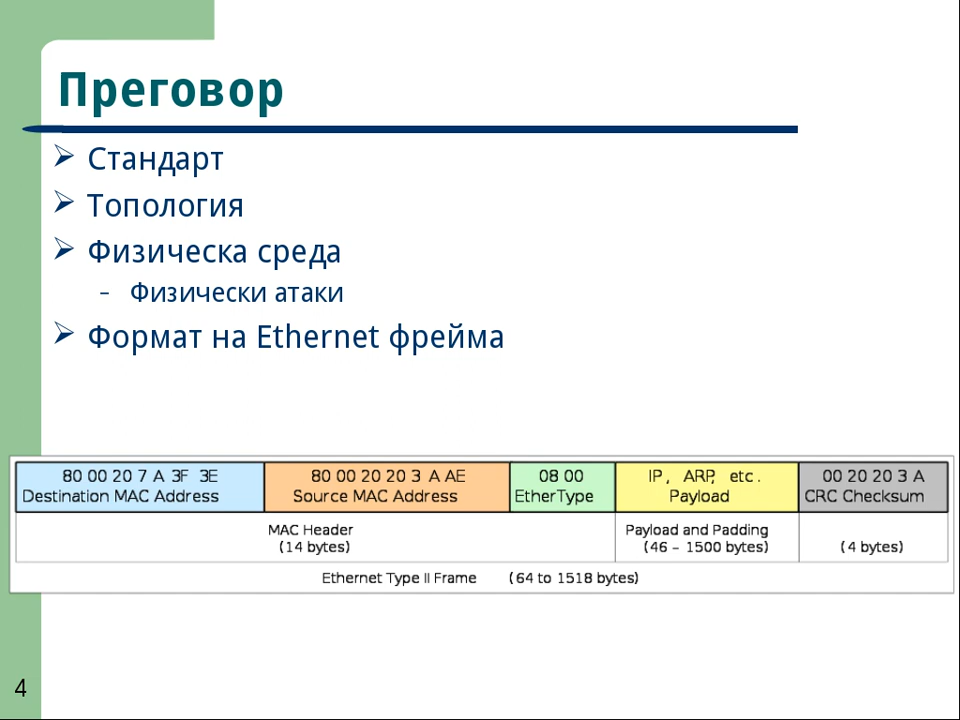 Преговор
Стандарт
Топология
Физическа среда
– Физически атаки
Формат на Ethernet фрейма
80 00 20 7 A 3F 3E
Destination MAC Address
80 00 20 20 3 A AE
Source MAC Address
08 00
EtherType
IP, ARP, etc.
Payload
00 20 20 3 A
CRC Checksum
MAC Header
(14 bytes)
Payload and Padding
(46 – 1500 bytes)
(4 bytes)
Ethernet Type II Frame (64 to 1518 bytes)
4